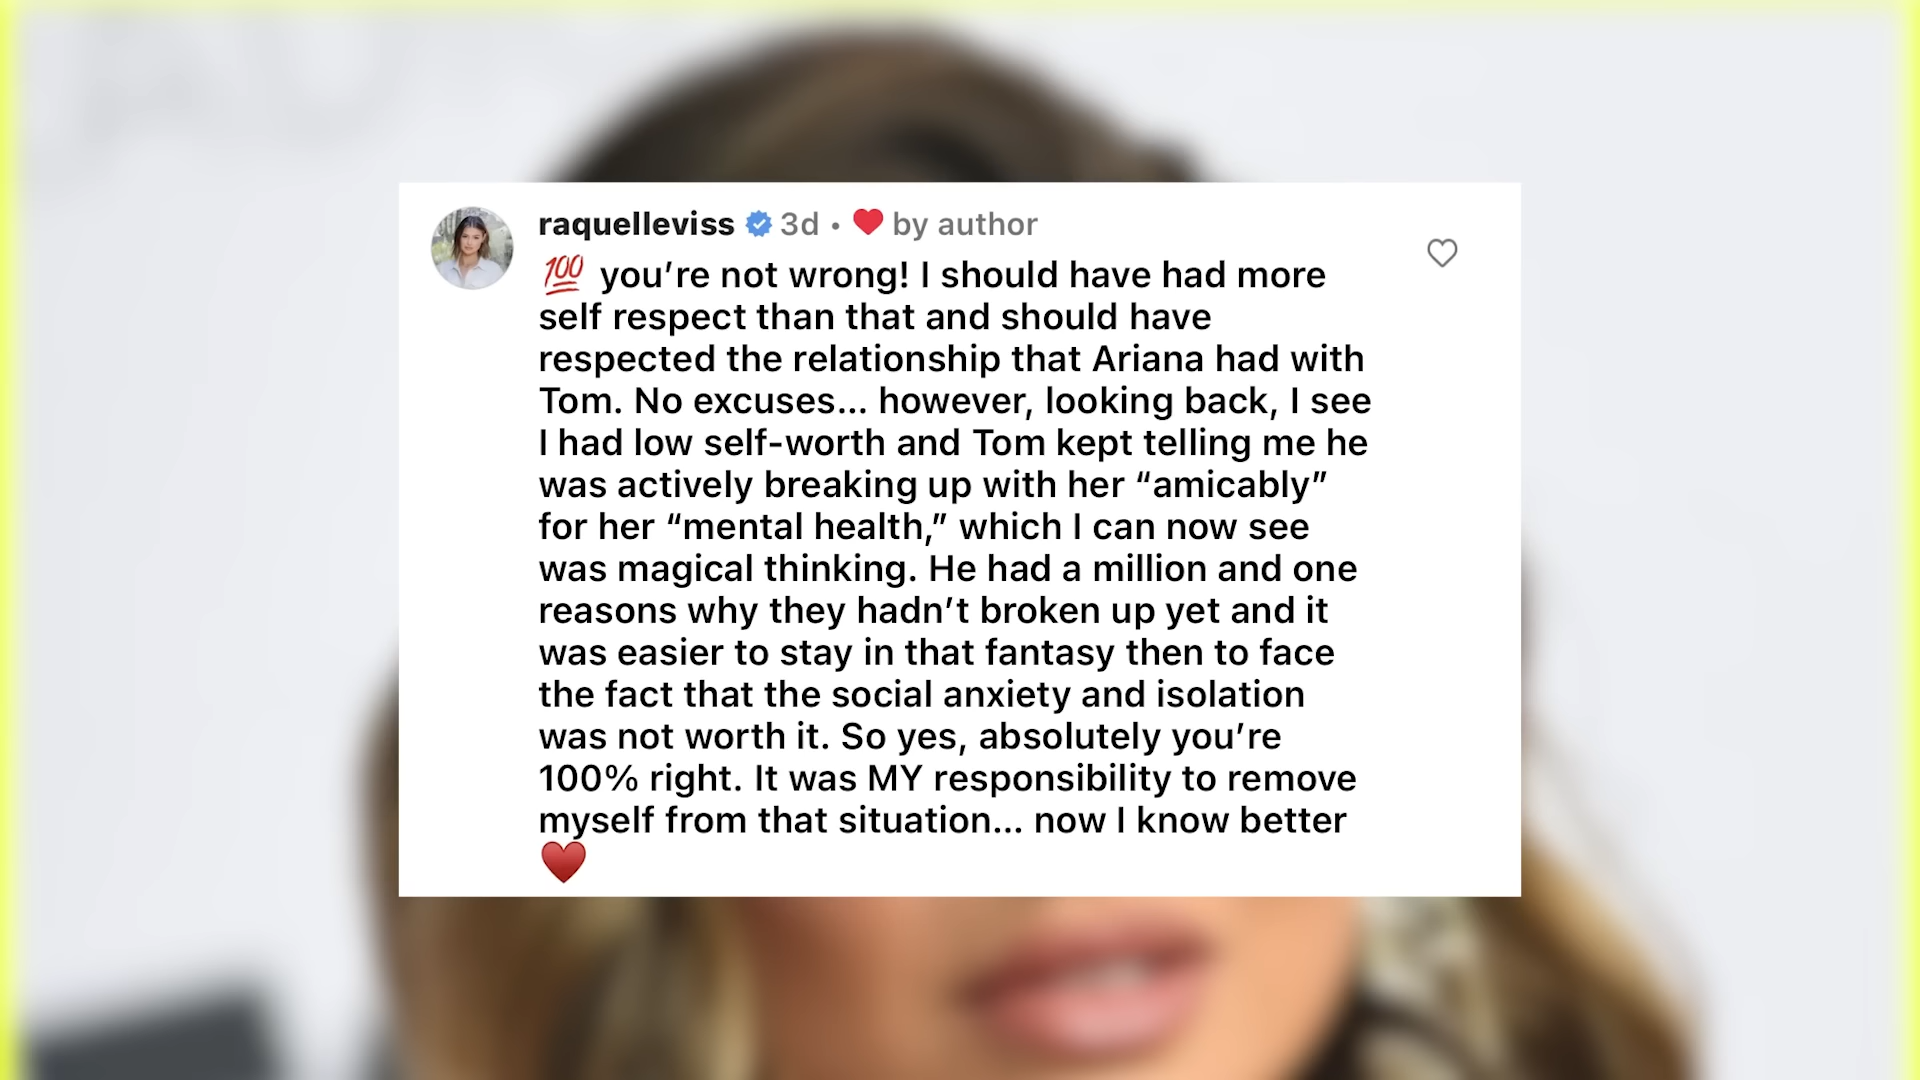 raquelleviss 3d • ❤️ by author
💯 you’re not wrong! I should have had more
self respect than that and should have
respected the relationship that Ariana had with
Tom. No excuses... however, looking back, I see
I had low self-worth and Tom kept telling me he
was actively breaking up with her “amicably”
for her “mental health,” which I can now see
was magical thinking. He had a million and one
reasons why they hadn’t broken up yet and it
was easier to stay in that fantasy then to face
the fact that the social anxiety and isolation
was not worth it. So yes, absolutely you’re
100% right. It was MY responsibility to remove
myself from that situation... now I know better
♥️